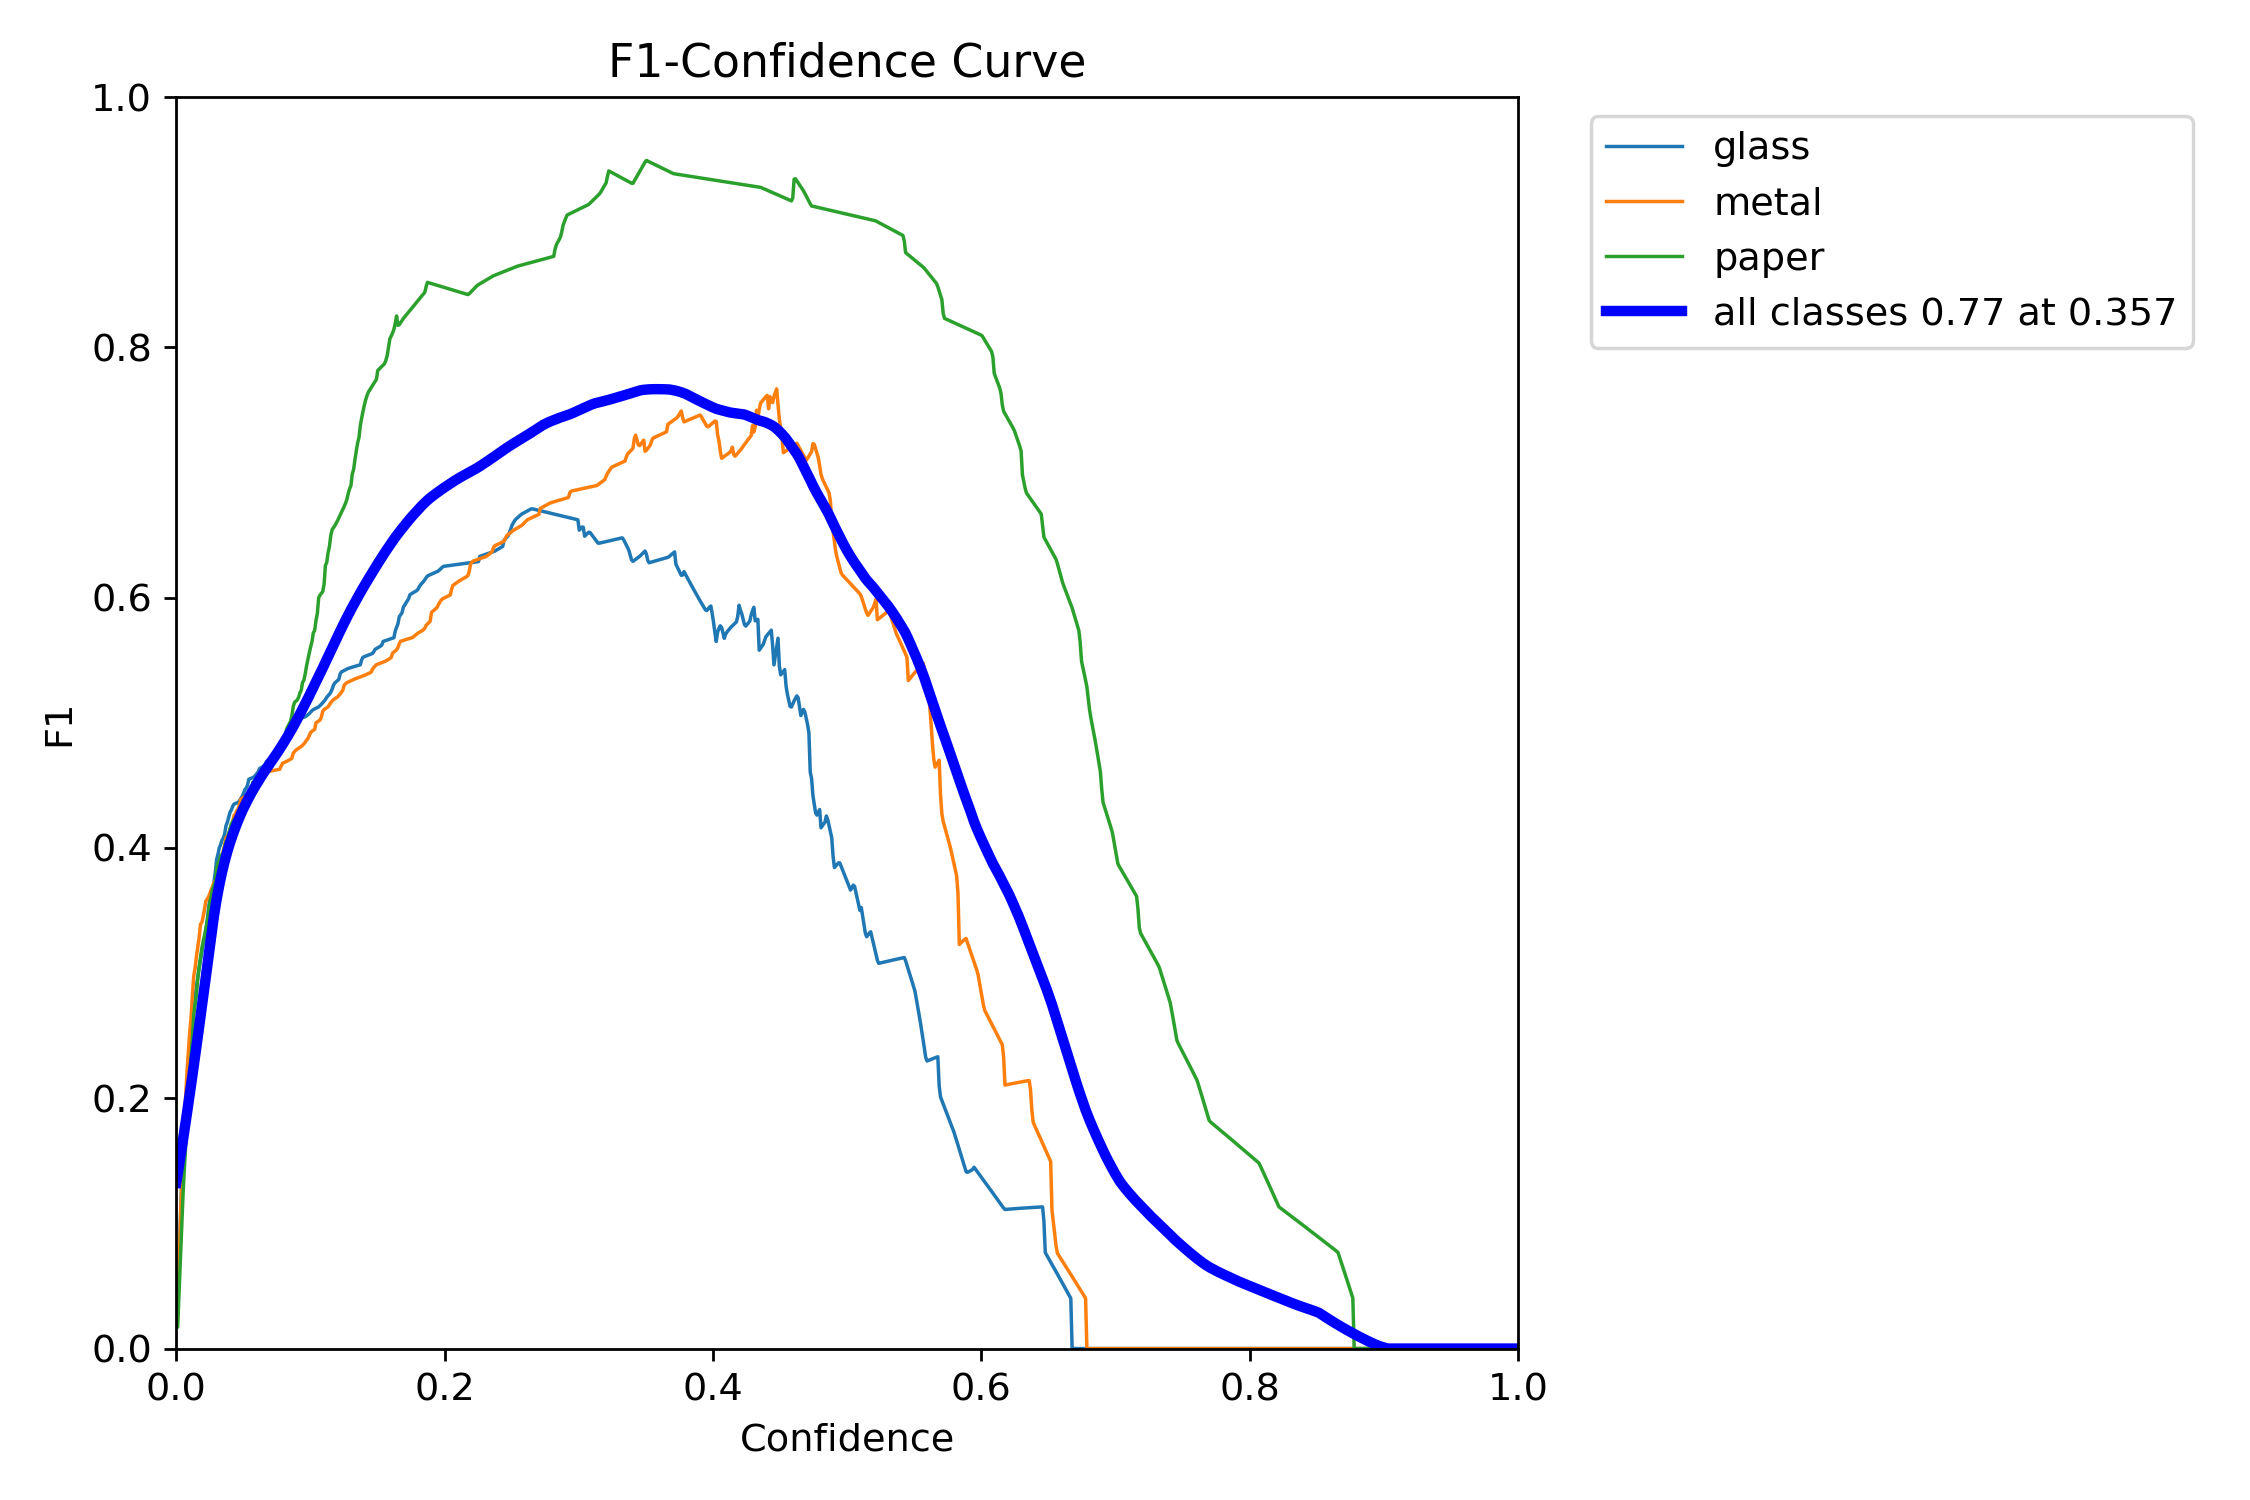 F1-Confidence Curve
1.0
0.8
0.6
0.4
0.2
0.0
F1
0.0 0.2 0.4 0.6 0.8 1.0
Confidence
glass
metal
paper
all classes 0.77 at 0.357